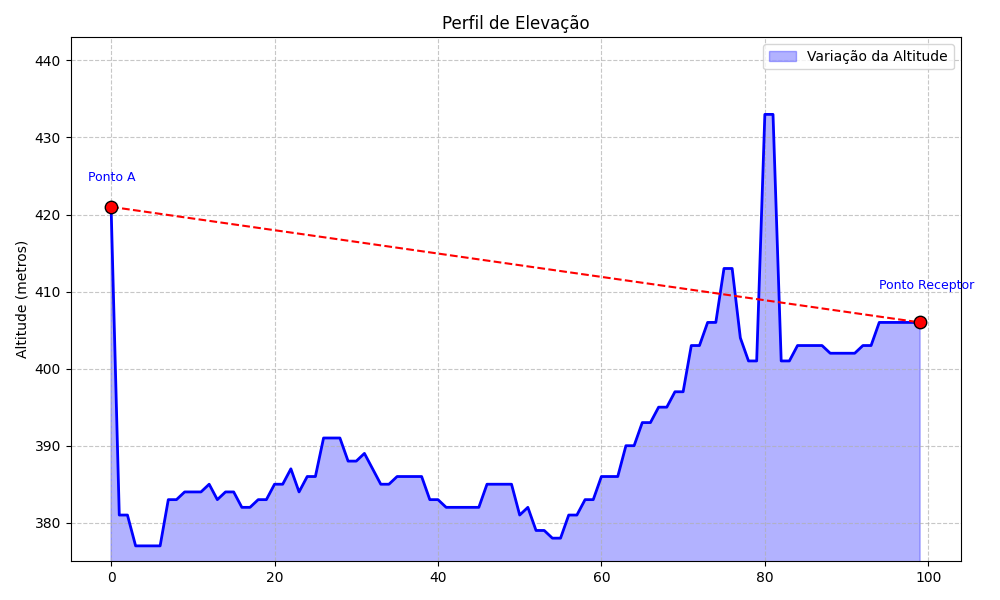 Perfil de Elevação
Variação da Altitude
Altitude (metros)
440
430
420
410
400
390
380
Ponto A
Ponto Receptor
0 20 40 60 80 100